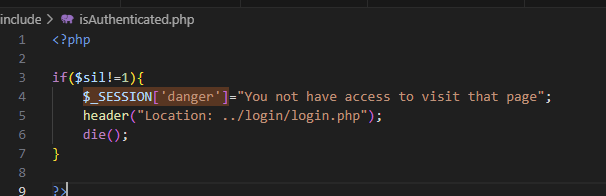 include > isAuthenticated.php
1 <?php
2
3 if($sil!=1){
4 $_SESSION['danger']="You not have access to visit that page";
5 header("Location: ../login/login.php");
6 die();
7 }
8
9 ?>